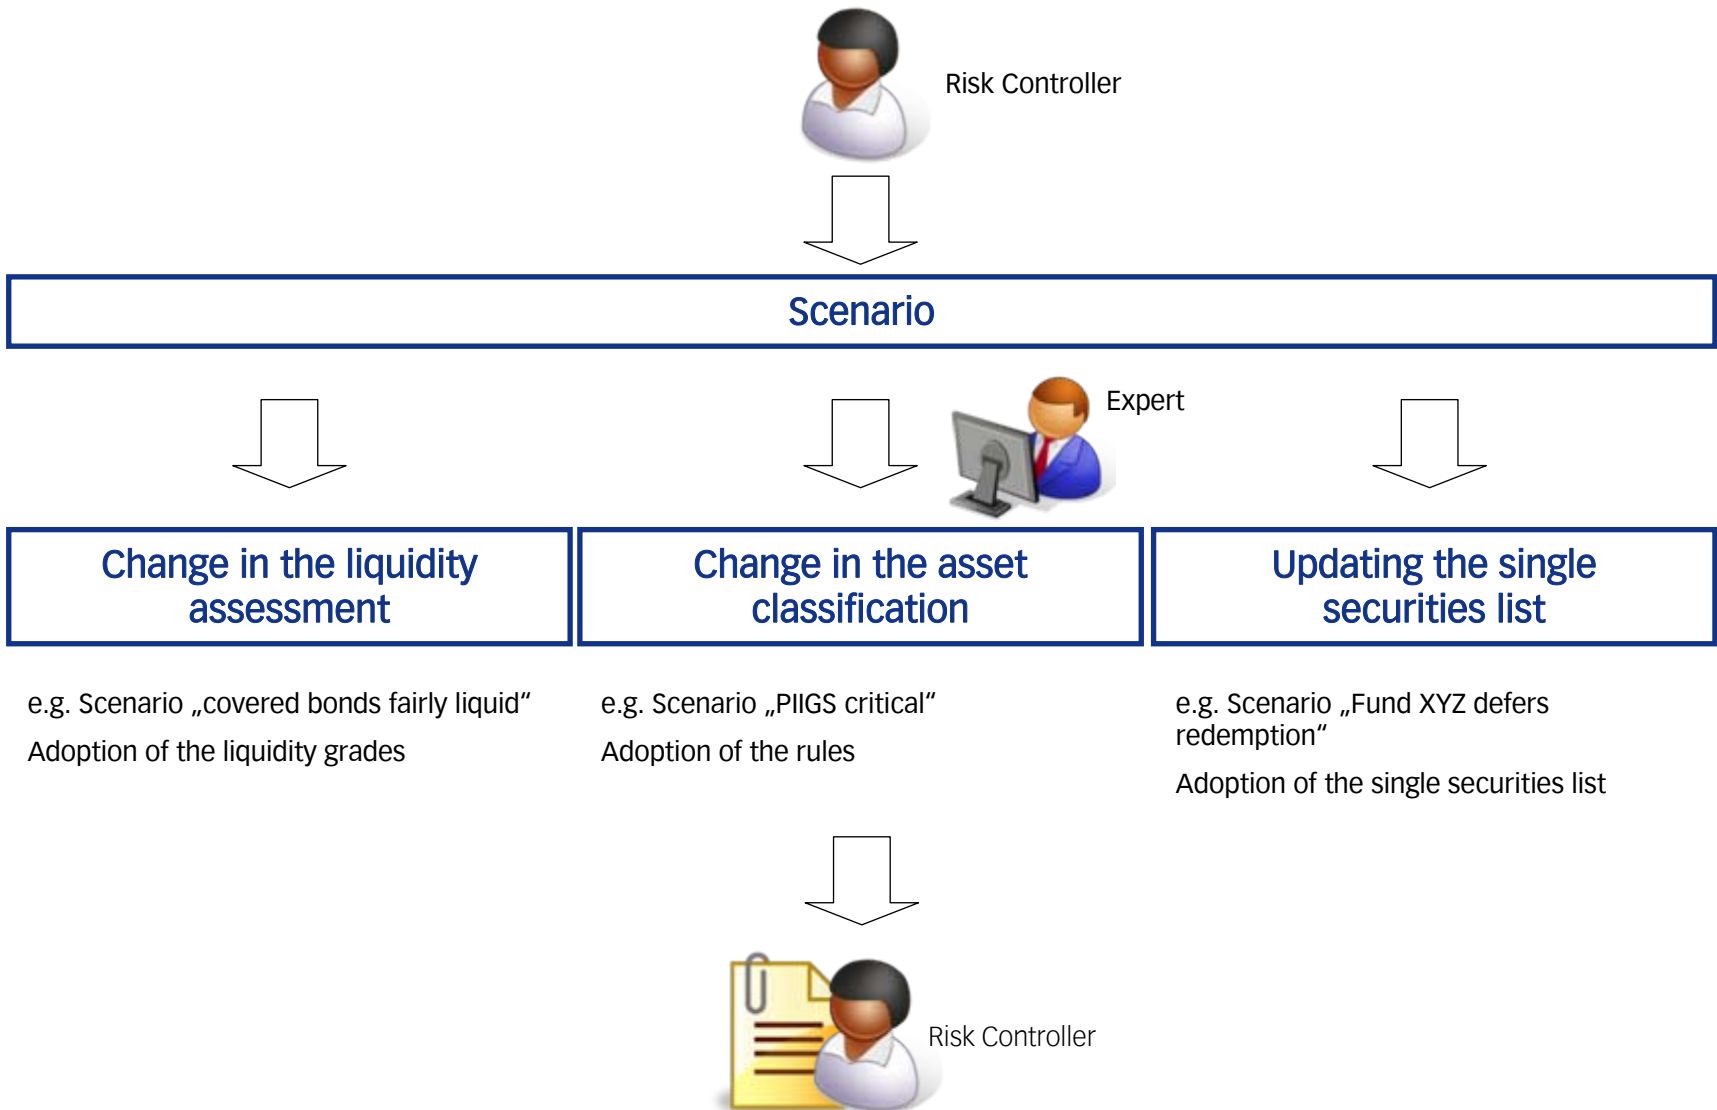 Risk Controller
Scenario
Expert
Change in the liquidity
assessment
Change in the asset
classification
Updating the single
securities list
e.g. Scenario „covered bonds fairly liquid“
Adoption of the liquidity grades
e.g. Scenario „PIIGS critical“
Adoption of the rules
e.g. Scenario „Fund XYZ defers
redemption“
Adoption of the single securities list
Risk Controller